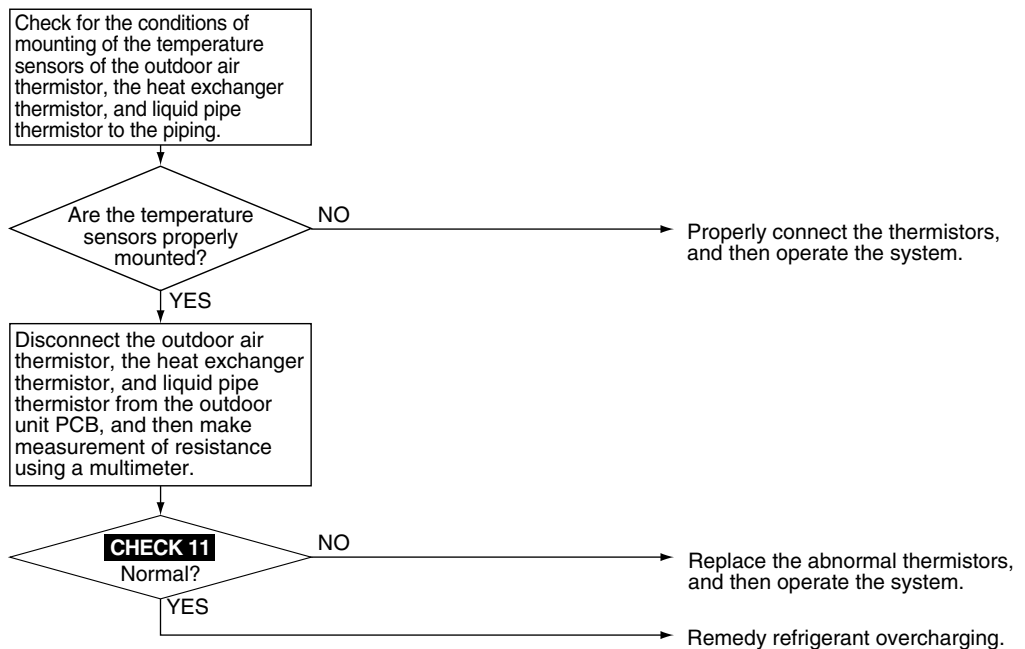 Check for the conditions of
mounting of the temperature
sensors of the outdoor air
thermistor, the heat exchanger
thermistor, and liquid pipe
thermistor to the piping.
Are the temperature
sensors properly
mounted?
NO
Properly connect the thermistors,
and then operate the system.
YES
Disconnect the outdoor air
thermistor, the heat exchanger
thermistor, and liquid pipe
thermistor from the outdoor
unit PCB, and then make
measurement of resistance
using a multimeter.
CHECK 11
Normal?
NO
Replace the abnormal thermistors,
and then operate the system.
YES
Remedy refrigerant overcharging.